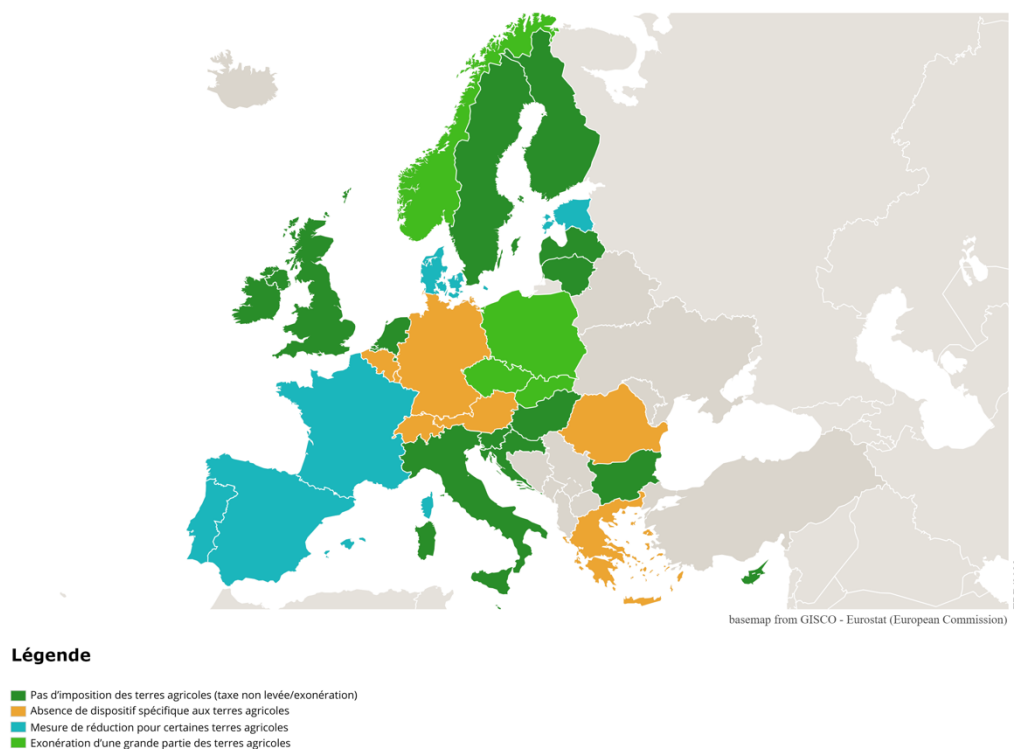 basemap from GISCO - Eurostat (European Commission)
Légende
Pas d'imposition des terres agricoles (taxe non levée/exonération)
Absence de dispositif spécifique aux terres agricoles
Mesure de réduction pour certaines terres agricoles
Exonération d'une grande partie des terres agricoles